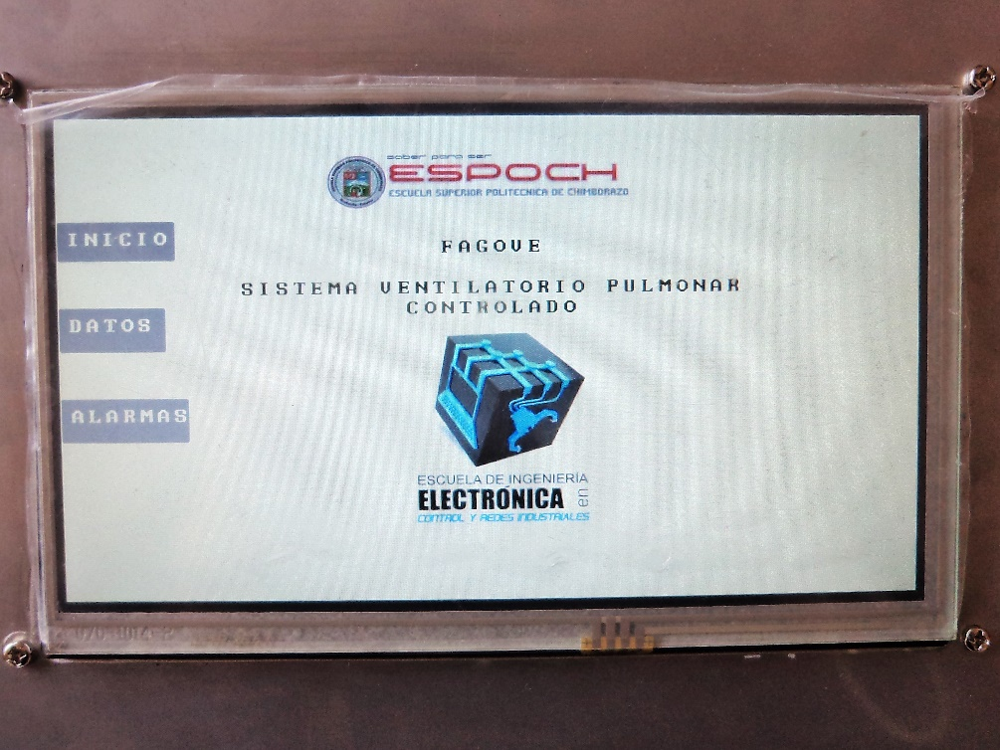 saber para ser
ESPOCH
ESCUELA SUPERIOR POLITECNICA DE CHIMBORAZO
INICIO
FAGOVE
SISTEMA VENTILATORIO PULMONAR
CONTROLADO
DATOS
ALARMAS
ESCUELA DE INGENIERÍA
ELECTRÓNICA en
CONTROL Y REDES INDUSTRIALES